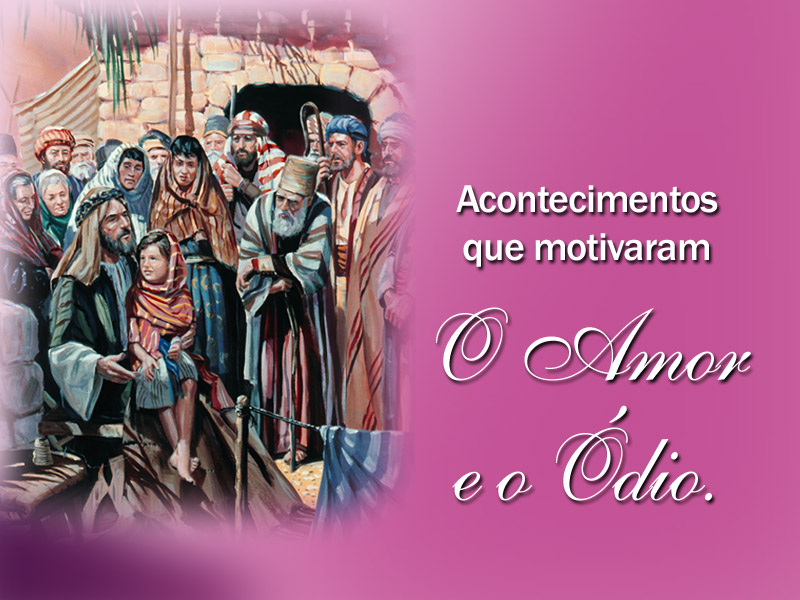 Acontecimentos
que motivaram
O Amor
e o Ódio.